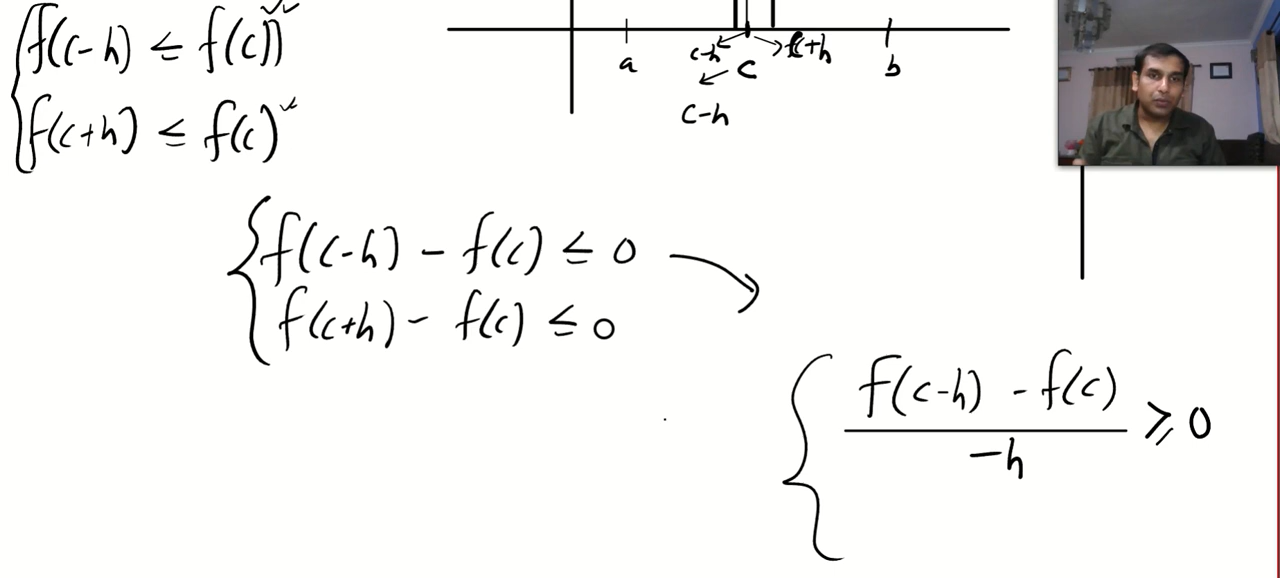 f(c-h) ≤ f(c))
f(c+h) ≤ f(c)
a c-h c c+h b
c-h
f(c-h) - f(c) ≤ 0
f(c+h) - f(c) ≤ 0
f(c-h) - f(c)
-h
≥ 0